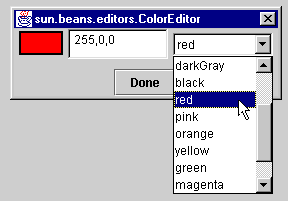 sun.beans.editors.ColorEditor
255,0,0
red
Done
darkGray
black
red
pink
orange
yellow
green
magenta